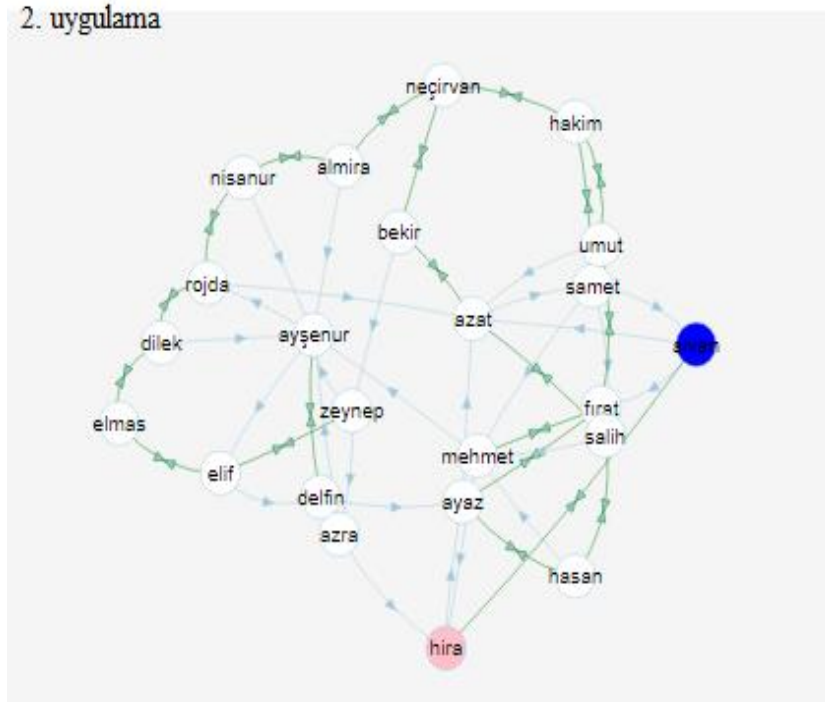 2. uygulama
neçirvan
hakim
almira
nisanur
bekir
umut
rojda
samet
azat
ayşenur
dilek
zeynep
fırat
elmas
salih
mehmet
elif
delfin
ayaz
azra
hasan
hira